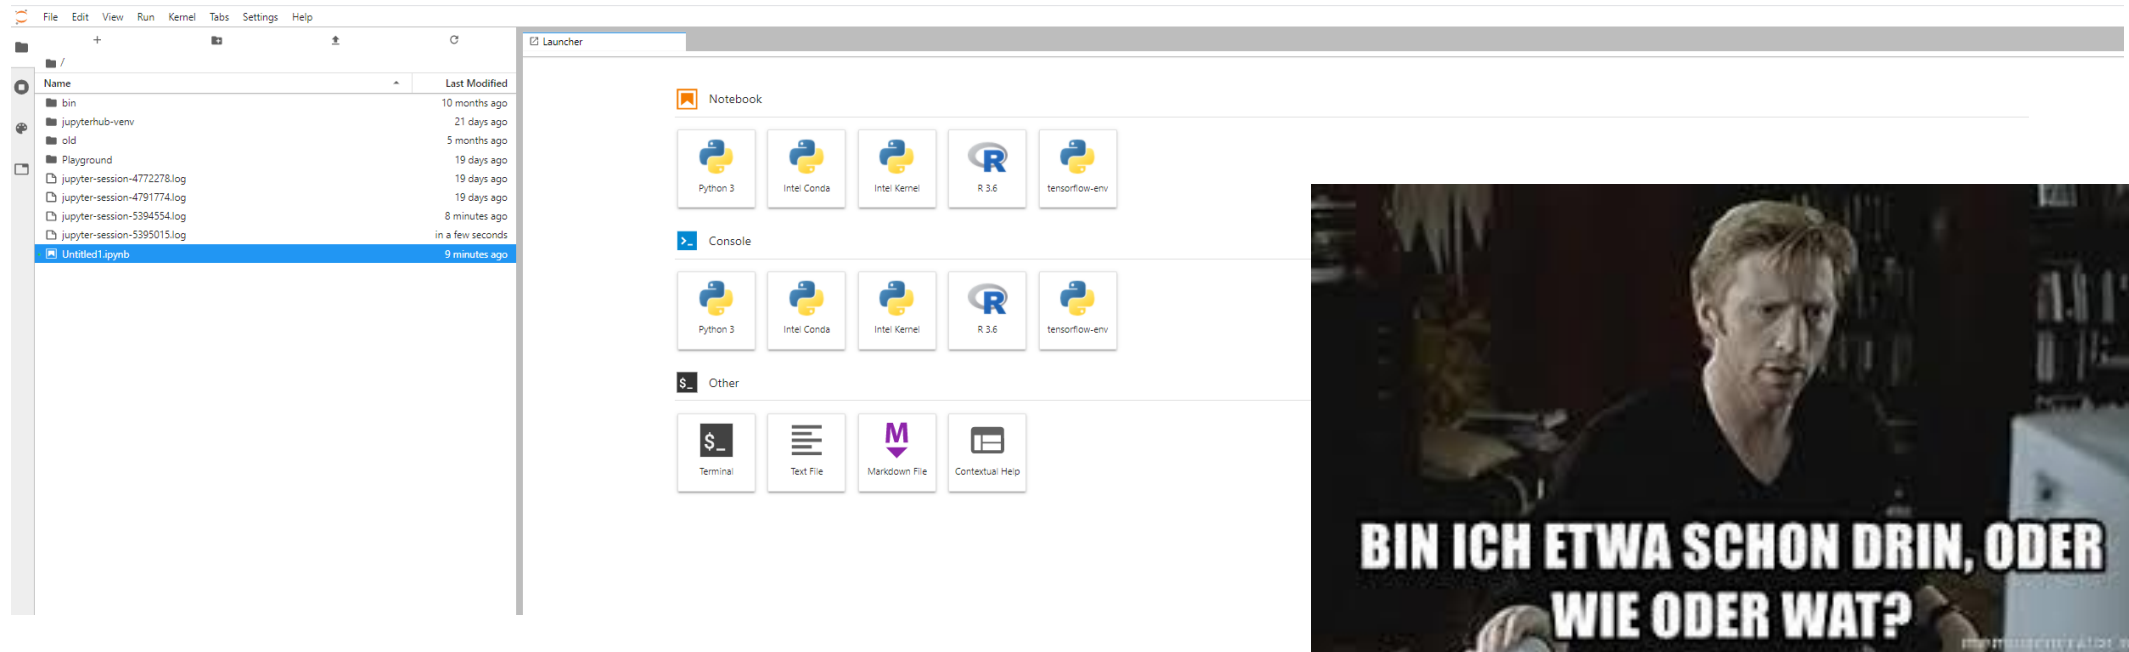 File Edit View Run Kernel Tabs Settings Help
Launcher
/
Name Last Modified
bin 10 months ago
jupyterhub-venv 21 days ago
old 5 months ago
Playground 19 days ago
jupyter-session-4772278.log 19 days ago
jupyter-session-4791774.log 19 days ago
jupyter-session-5394554.log 8 minutes ago
jupyter-session-5395015.log in a few seconds
Untitled1.ipynb 9 minutes ago
Notebook
Python 3 Intel Conda Intel Kernel R 3.6 tensorflow-env
Console
Python 3 Intel Conda Intel Kernel R 3.6 tensorflow-env
$_ Other
$_
Terminal Text File Markdown File Contextual Help
BIN ICH ETWA SCHON DRIN, ODER
WIE ODER WAT?